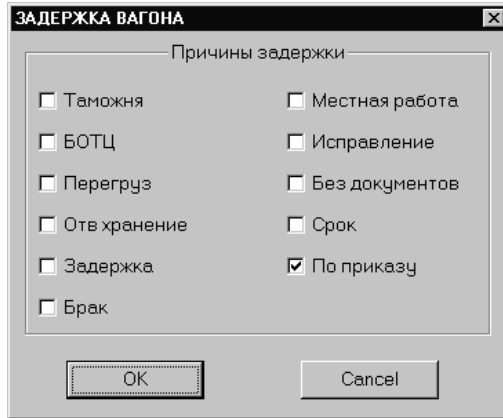 ЗАДЕРЖКА ВАГОНА
Причины задержки
Таможня
БОТЦ
Перегруз
Отв хранение
Задержка
Брак
Местная работа
Исправление
Без документов
Срок
По приказу
OK
Cancel